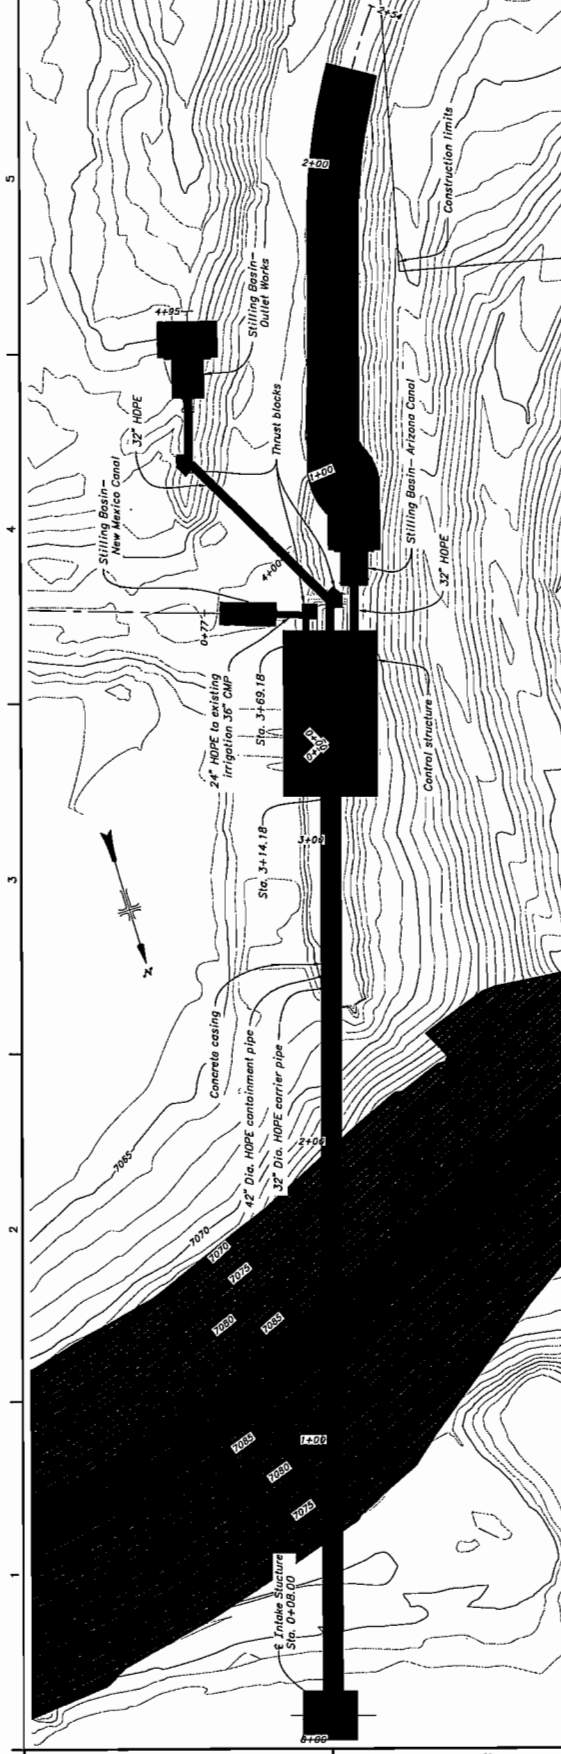 5
2+54
Construction limits
2+00
4+95
Stilling Basin-
Outlet Works
32" HDPE
Thrust blocks
Stilling Basin-
New Mexico Canal
1+00
Stilling Basin- Arizona Canal
4
4+00
32" HDPE
0+77
24" HDPE to existing
irrigation 36" CMP
Sta. 3+69.18
Control structure
Sta. 3+14.18
3+00
3
Concrete casing
42" Dia. HDPE containment pipe
32" Dia. HDPE carrier pipe
2+00
7065
2
7070
7070
7075
7080
7085
7085
1+00
7080
7075
1
℄ Intake Stucture
Sta. 0+08.00
0+00